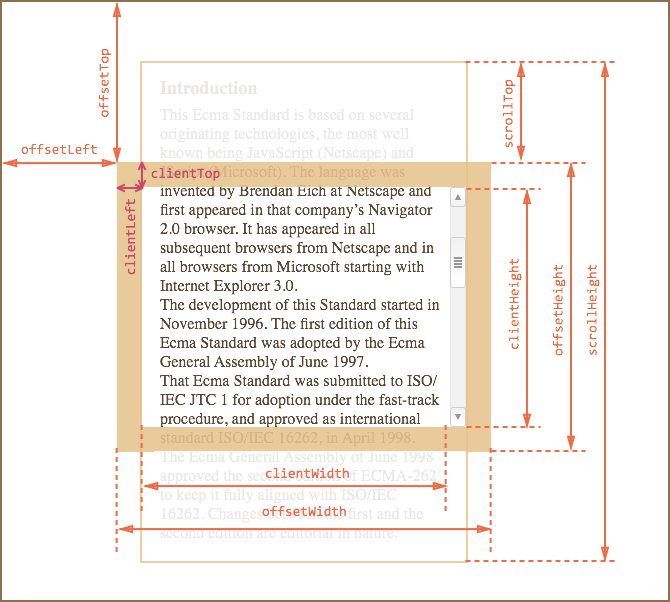 offsetTop
Introduction
This Ecma Standard is based on several
originating technologies, the most well
known being JavaScript (Netscape) and
(Microsoft). The language was
invented by Brendan Eich at Netscape and
first appeared in that company’s Navigator
2.0 browser. It has appeared in all
subsequent browsers from Netscape and in
all browsers from Microsoft starting with
Internet Explorer 3.0.
The development of this Standard started in
November 1996. The first edition of this
Ecma Standard was adopted by the Ecma
General Assembly of June 1997.
That Ecma Standard was submitted to ISO/
IEC JTC 1 for adoption under the fast-track
procedure, and approved as international
standard ISO/IEC 16262, in April 1998.
The Ecma General Assembly of June 1998
approved the second edition of ECMA-262
to keep it fully aligned with ISO/IEC
16262. Changes between the first and the
second edition are editorial in nature.
offsetLeft
clientTop
clientLeft
scrollTop
clientHeight
offsetHeight
scrollHeight
clientWidth
offsetWidth